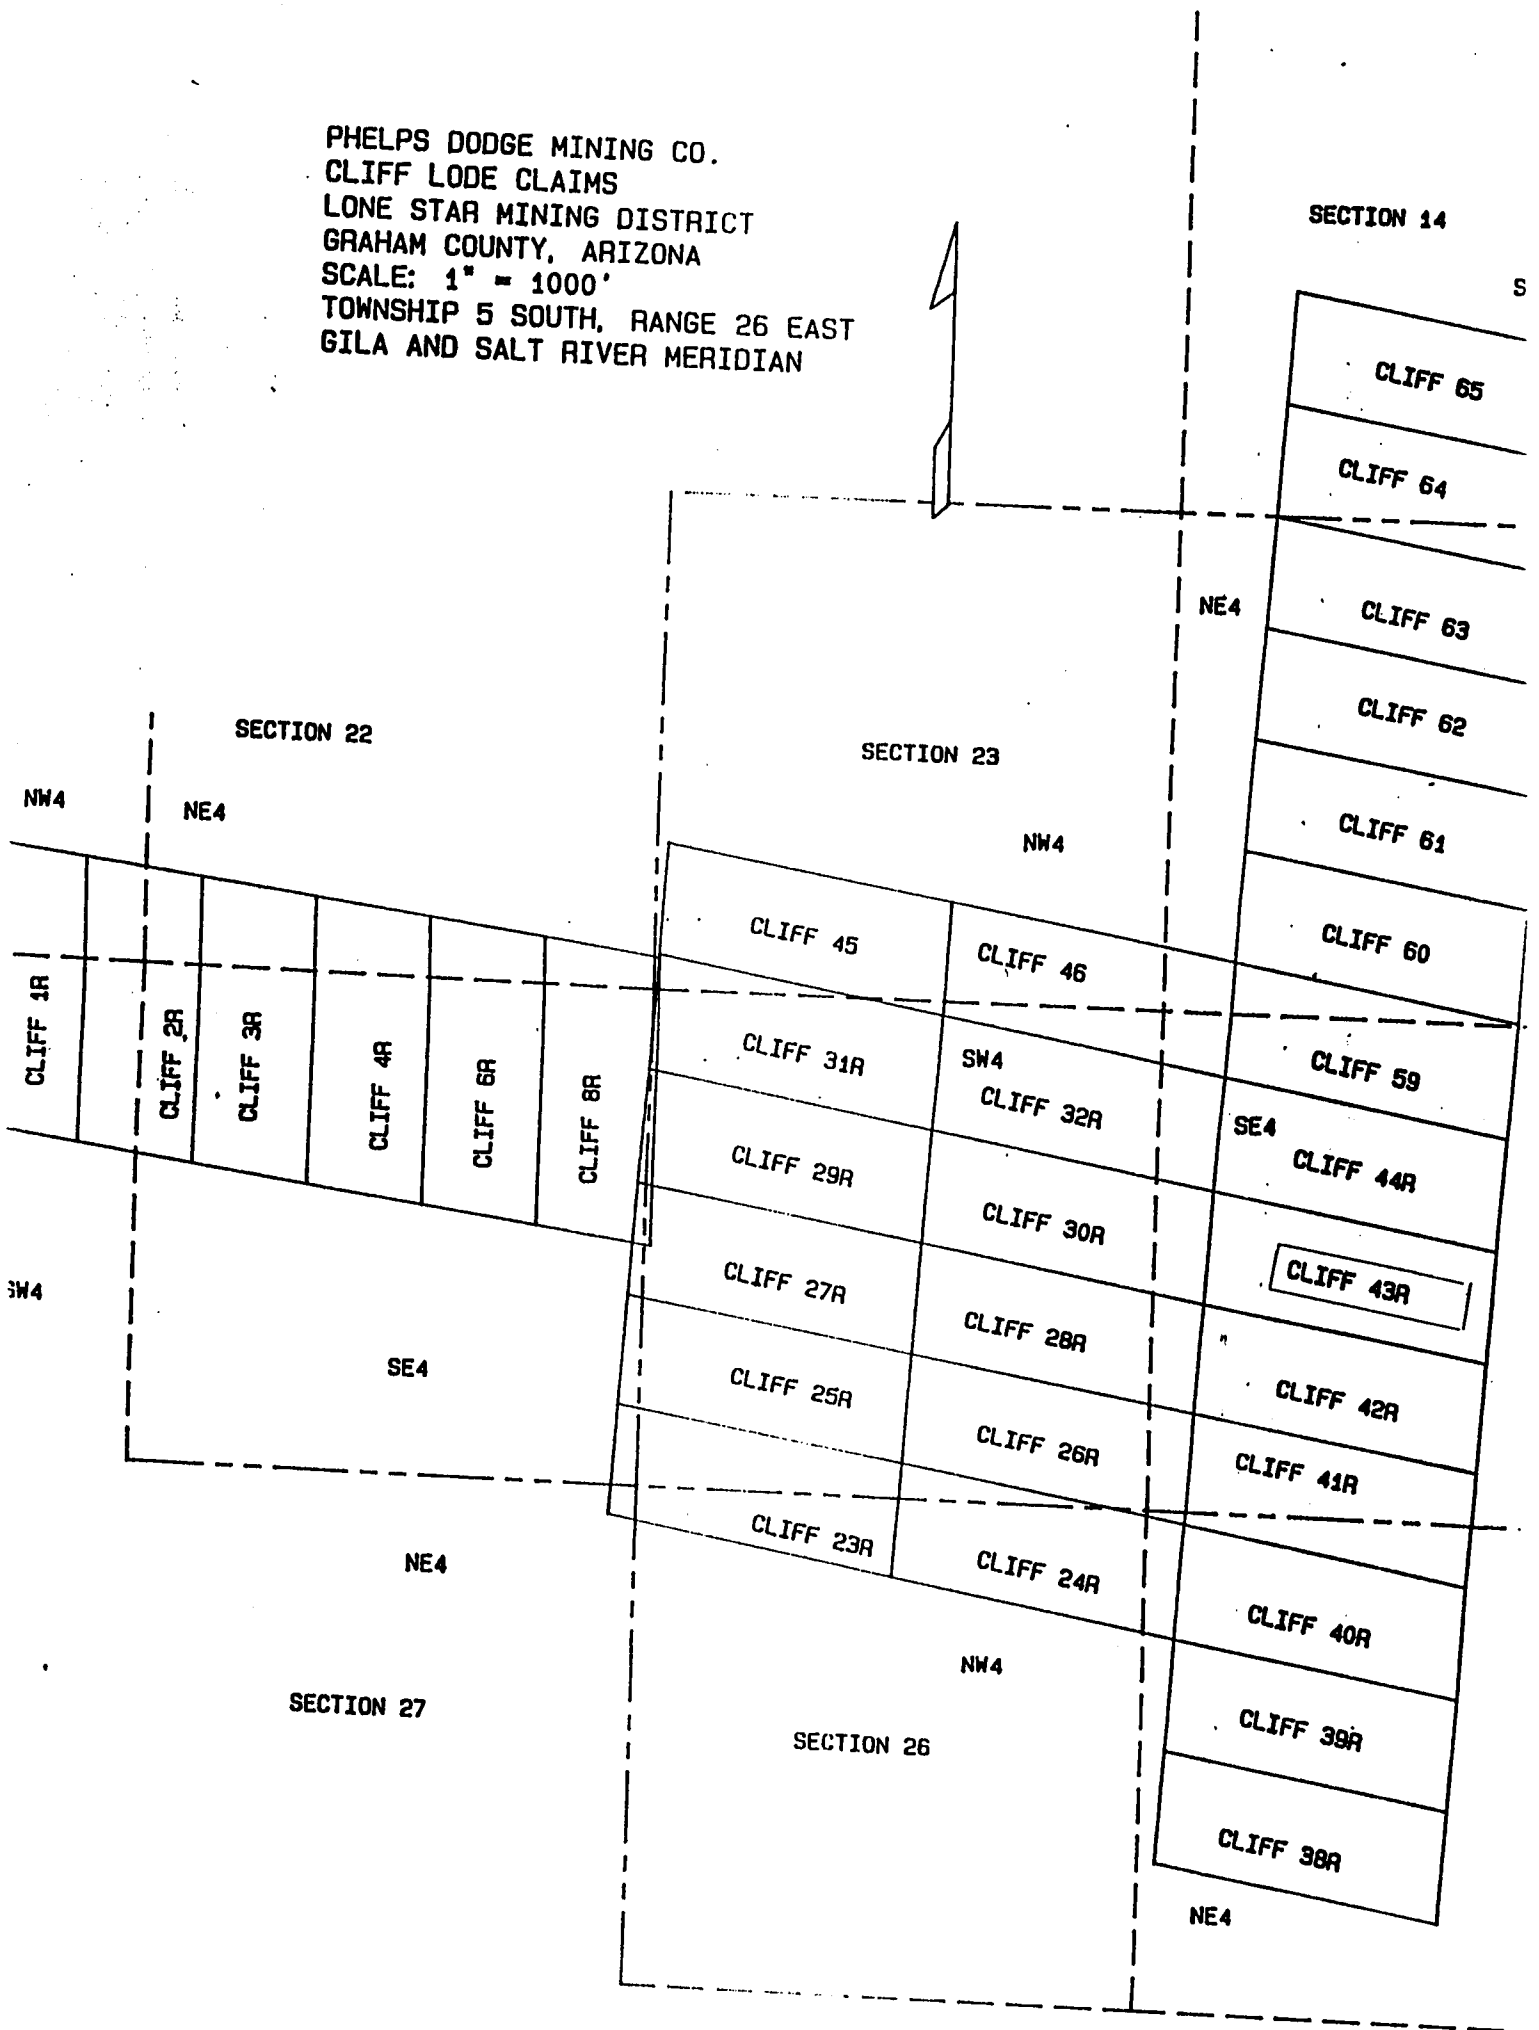 PHELPS DODGE MINING CO.
CLIFF LODE CLAIMS
LONE STAR MINING DISTRICT
GRAHAM COUNTY, ARIZONA
SCALE: 1" = 1000'
TOWNSHIP 5 SOUTH, RANGE 26 EAST
GILA AND SALT RIVER MERIDIAN
SECTION 14
S
CLIFF 65
CLIFF 64
NE4
CLIFF 63
CLIFF 62
SECTION 22
SECTION 23
NW4
NE4
NW4
CLIFF 61
CLIFF 45
CLIFF 46
CLIFF 60
CLIFF 1R
CLIFF 2R
CLIFF 3R
CLIFF 4R
CLIFF 6R
CLIFF 8R
CLIFF 31R
SW4
CLIFF 32R
CLIFF 59
SE4
CLIFF 44R
CLIFF 29R
CLIFF 30R
CLIFF 43R
SW4
CLIFF 27R
CLIFF 28R
SE4
CLIFF 25R
CLIFF 42R
CLIFF 26R
CLIFF 41R
CLIFF 23R
NE4
CLIFF 24R
CLIFF 40R
NW4
SECTION 27
SECTION 26
CLIFF 39R
CLIFF 38R
NE4